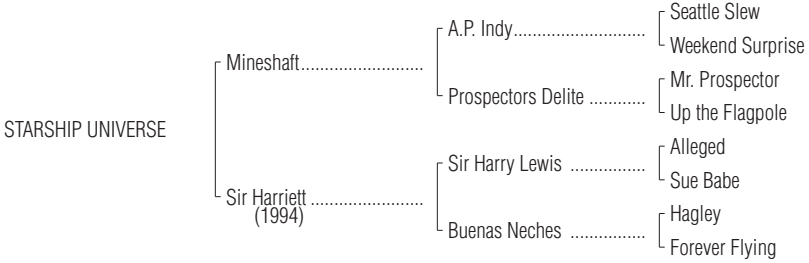 Seattle Slew
A.P. Indy..............................
Weekend Surprise
Mineshaft............................
Mr. Prospector
Prospectors Delite .............
Up the Flagpole
STARSHIP UNIVERSE
Alleged
Sir Harry Lewis .................
Sue Babe
Sir Harriett ..........................
(1994)
Hagley
Buenas Neches .................
Forever Flying